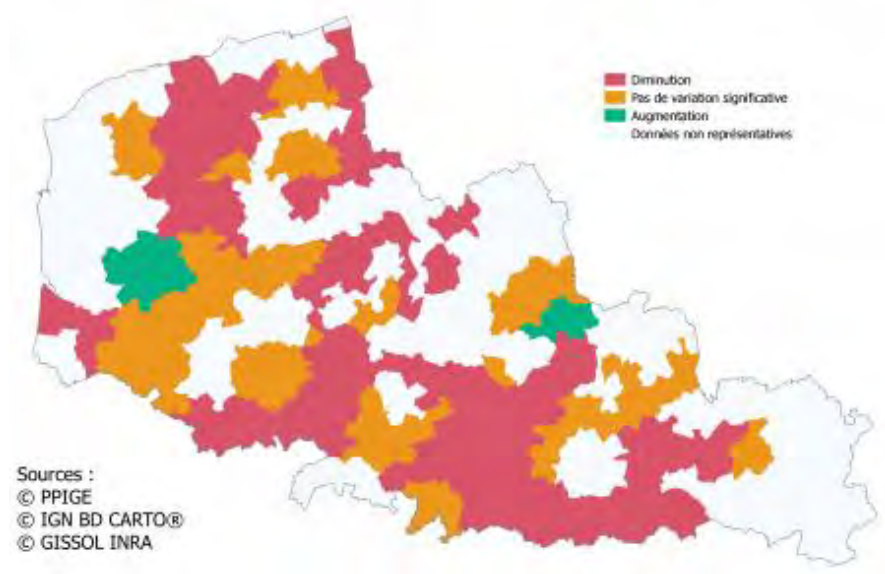 Diminution
Pas de variation significative
Augmentation
Données non représentatives
Sources :
© PPIGE
© IGN BD CARTO®
© GISSOL INRA